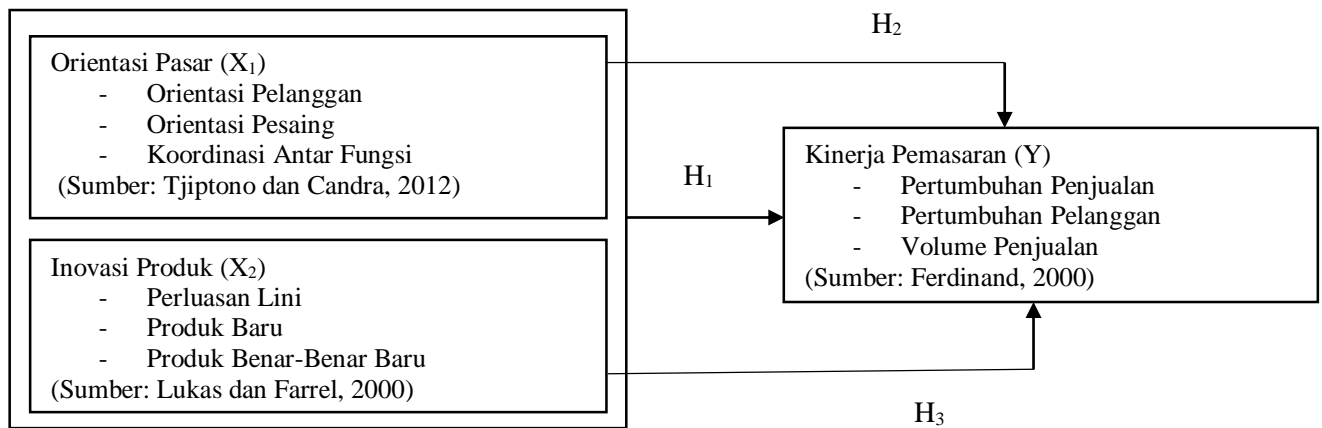 Orientasi Pasar (X₁)
- Orientasi Pelanggan
- Orientasi Pesaing
- Koordinasi Antar Fungsi
(Sumber: Tjiptono dan Candra, 2012)
Inovasi Produk (X₂)
- Perluasan Lini
- Produk Baru
- Produk Benar-Benar Baru
(Sumber: Lukas dan Farrel, 2000)
H₂
H₁
H₃
Kinerja Pemasaran (Y)
- Pertumbuhan Penjualan
- Pertumbuhan Pelanggan
- Volume Penjualan
(Sumber: Ferdinand, 2000)